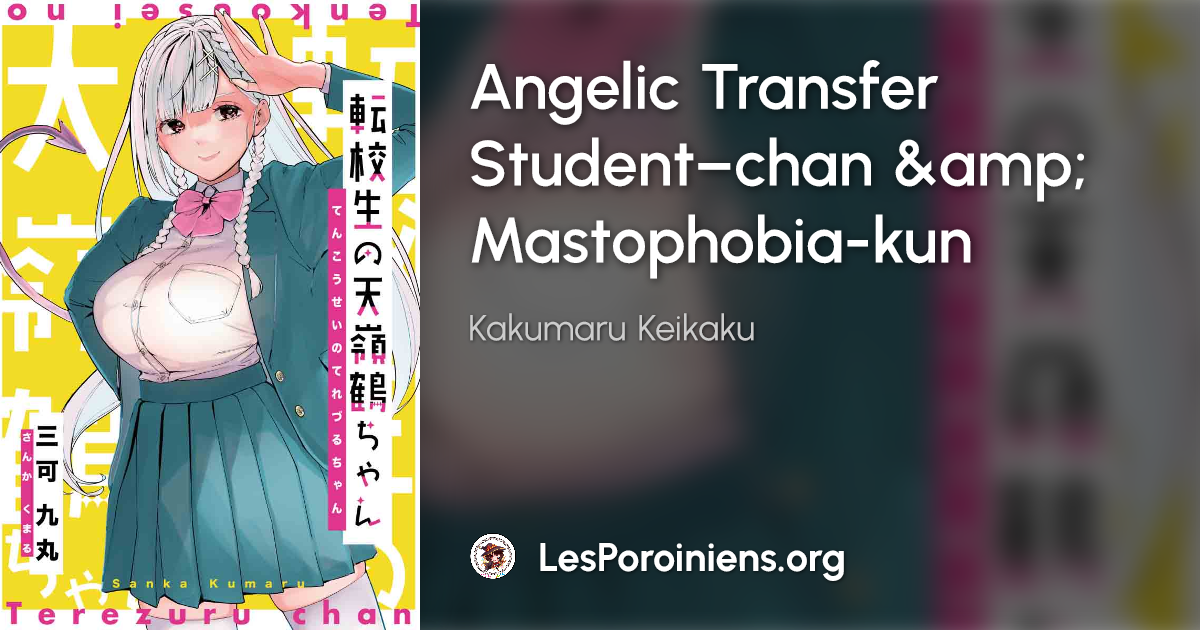 Tenkousei no
転校生の天嶺鶴ちゃん
てんこうせいのてれづるちゃん
三可 九丸
さんか くまる
Sanka Kumaru
Terezuru chan
Angelic Transfer
Student–chan &amp;
Mastophobia-kun
Kakumaru Keikaku
LesPoroiniens.org